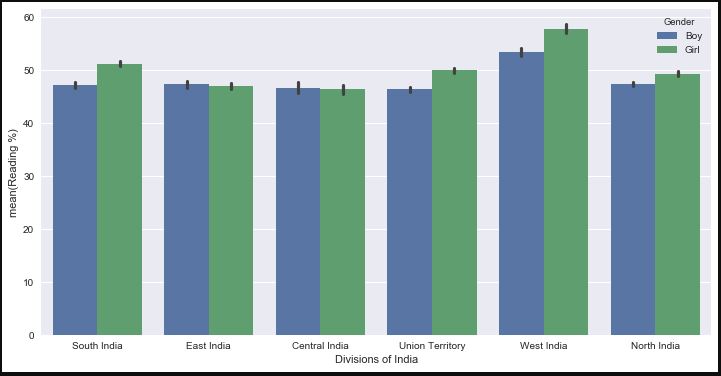 60
50
40
30
20
10
0
mean(Reading %)
Gender
Boy
Girl
South India
East India
Central India
Union Territory
West India
North India
Divisions of India